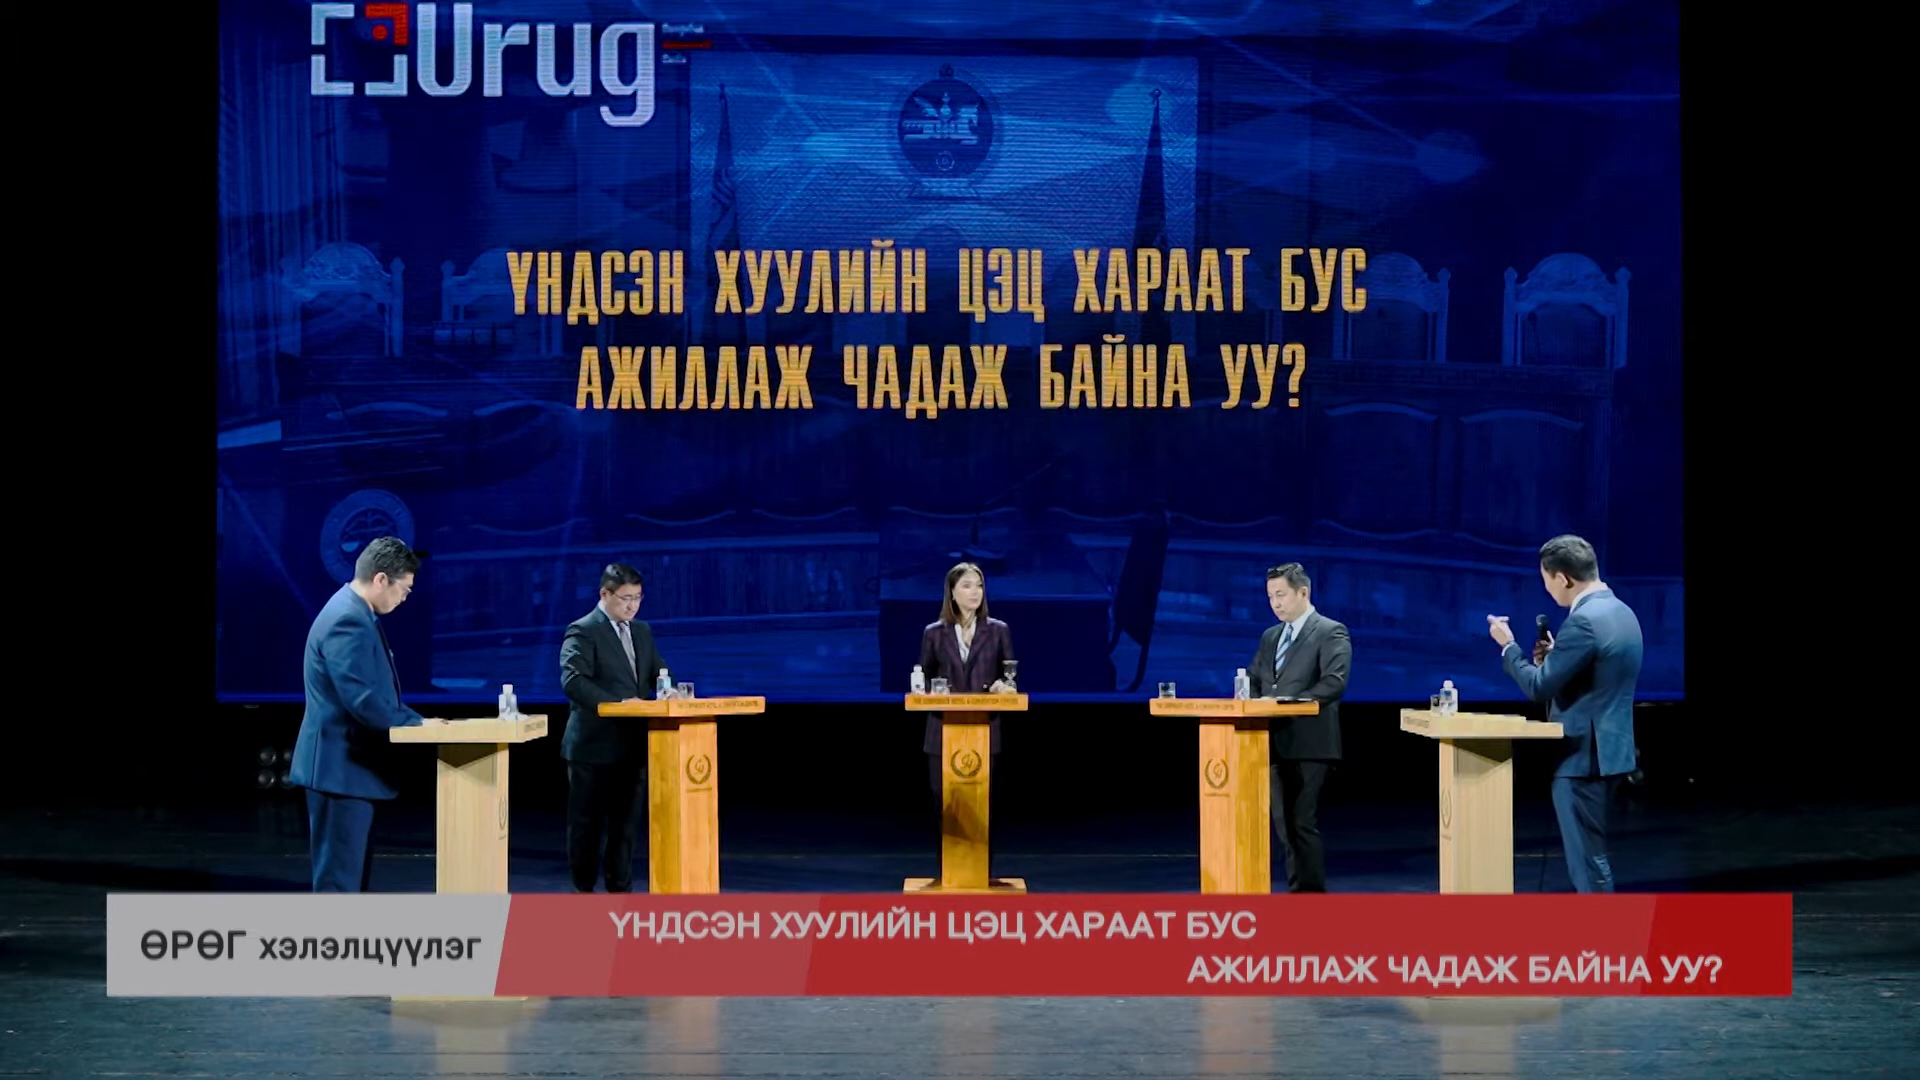 Urug
ҮНДСЭН ХУУЛИЙН ЦЭЦ ХАРААТ БУС
АЖИЛЛАЖ ЧАДАЖ БАЙНА УУ?
ӨРӨГ ХЭЛЭЛЦҮҮЛЭГ
ҮНДСЭН ХУУЛИЙН ЦЭЦ ХАРААТ БУС
АЖИЛЛАЖ ЧАДАЖ БАЙНА УУ?